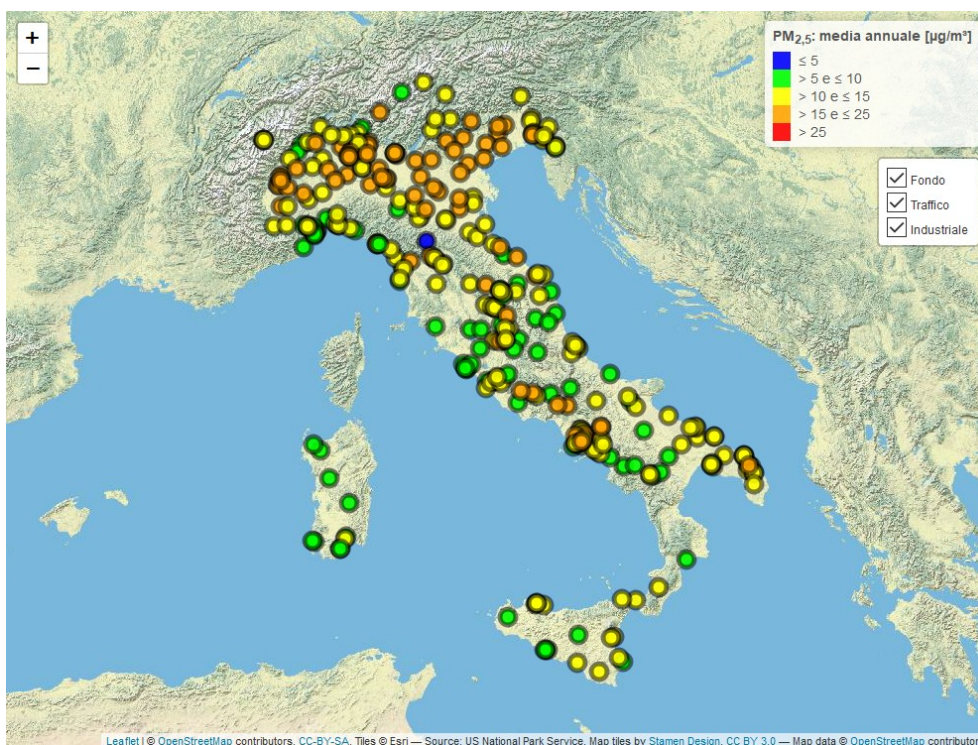 +
−
PM2,5: media annuale [µg/m³]
≤ 5
> 5 e ≤ 10
> 10 e ≤ 15
> 15 e ≤ 25
> 25
Fondo
Traffico
Industriale
Leaflet | © OpenStreetMap contributors, CC-BY-SA, Tiles © Esri — Source: US National Park Service, Map tiles by Stamen Design, CC BY 3.0 — Map data © OpenStreetMap contributo